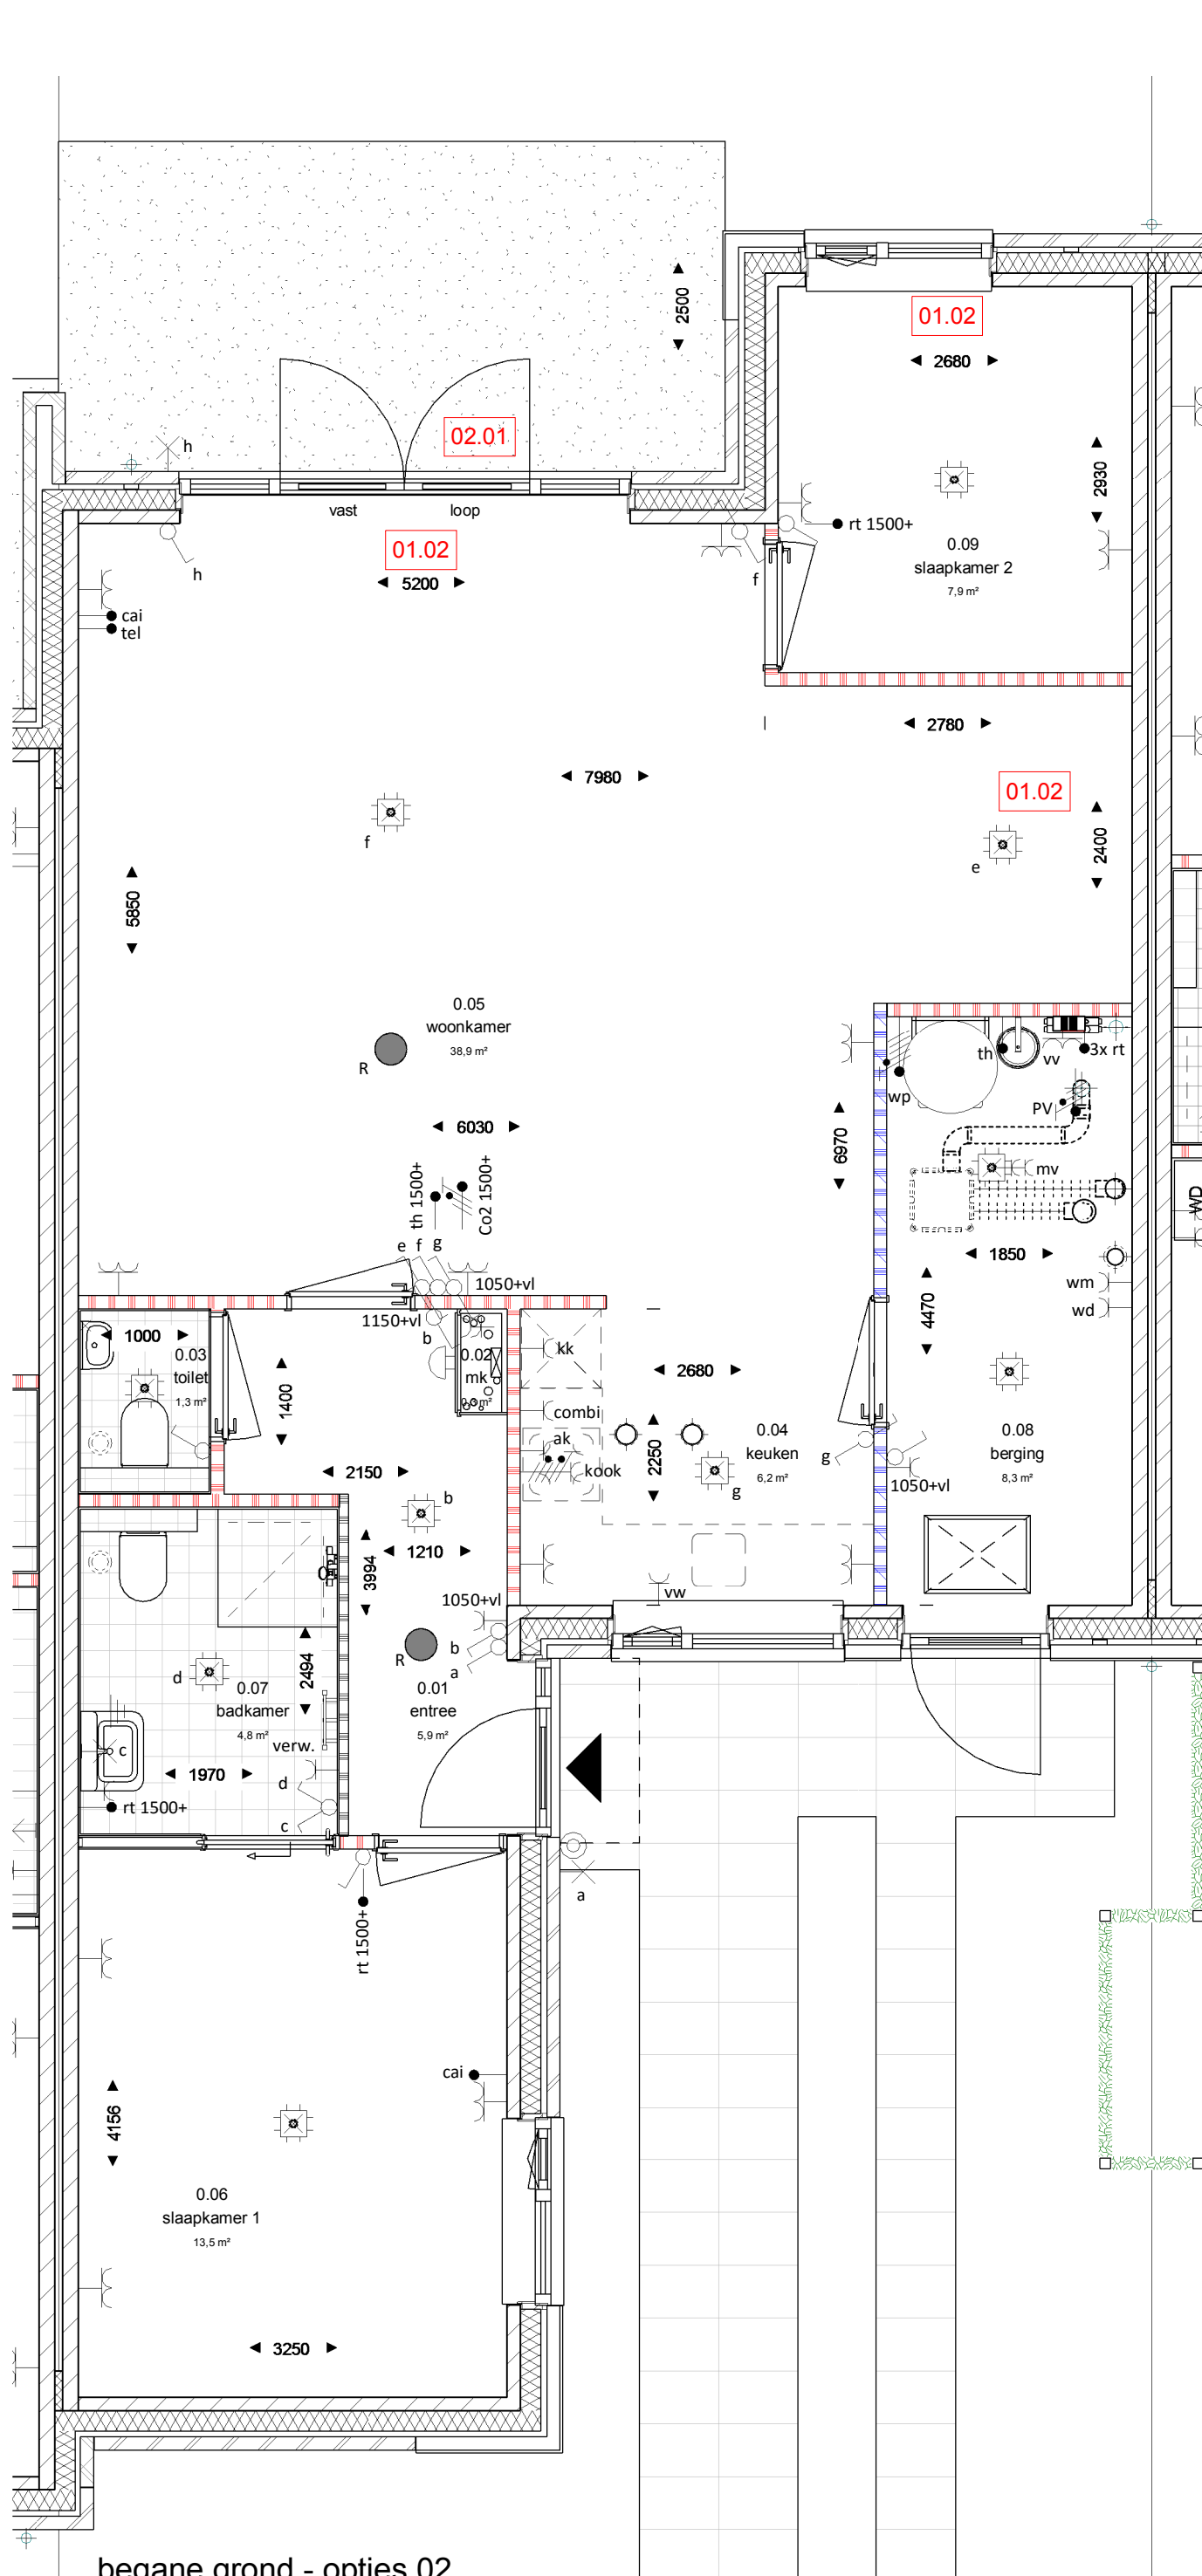 01.02
2680
2500
02.01
h
2930
vast
loop
rt 1500+
01.02
0.09
slaapkamer 2
7,9 m²
h
f
5200
cai
tel
2780
7980
01.02
f
e
2400
5850
0.05
woonkamer
38,9 m²
R
th
vv
3x rt
wp
PV
6030
6970
th 1500+
Co2 1500+
mv
e f g
1850
1050+vl
wm
wd
4470
1150+vl
b
1000
0.03
toilet
1,3 m²
0.02
mk
kk
2680
1400
combi
ak
kook
2250
0.04
keuken
6,2 m²
g
g
0.08
berging
8,3 m²
1050+vl
2150
b
3994
1210
1050+vl
vw
b
a
R
2494
d
0.07
badkamer
4,8 m²
0.01
entree
5,9 m²
verw.
c
1970
d
rt 1500+
c
a
rt 1500+
cai
4156
0.06
slaapkamer 1
13,5 m²
3250
WD
begane grond - opties 02